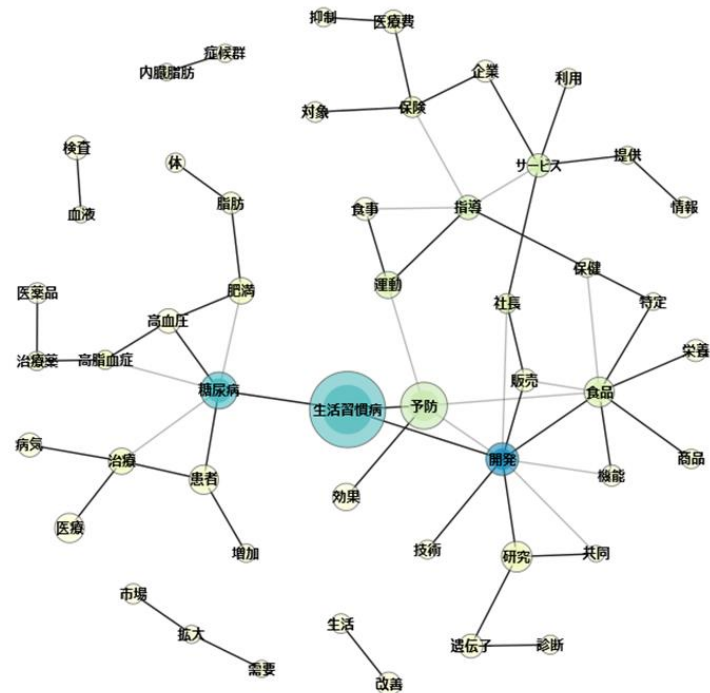 抑制
医療費
症候群
内臓脂肪
企業
利用
対象
保険
検査
体
サービス
提供
血液
脂肪
食事
指導
情報
保健
医薬品
肥満
運動
高血圧
社長
特定
治療薬
高脂血症
栄養
糖尿病
販売
食品
生活習慣病
予防
病気
治療
開発
商品
患者
機能
効果
医療
増加
技術
研究
共同
市場
拡大
生活
遺伝子
診断
需要
改善